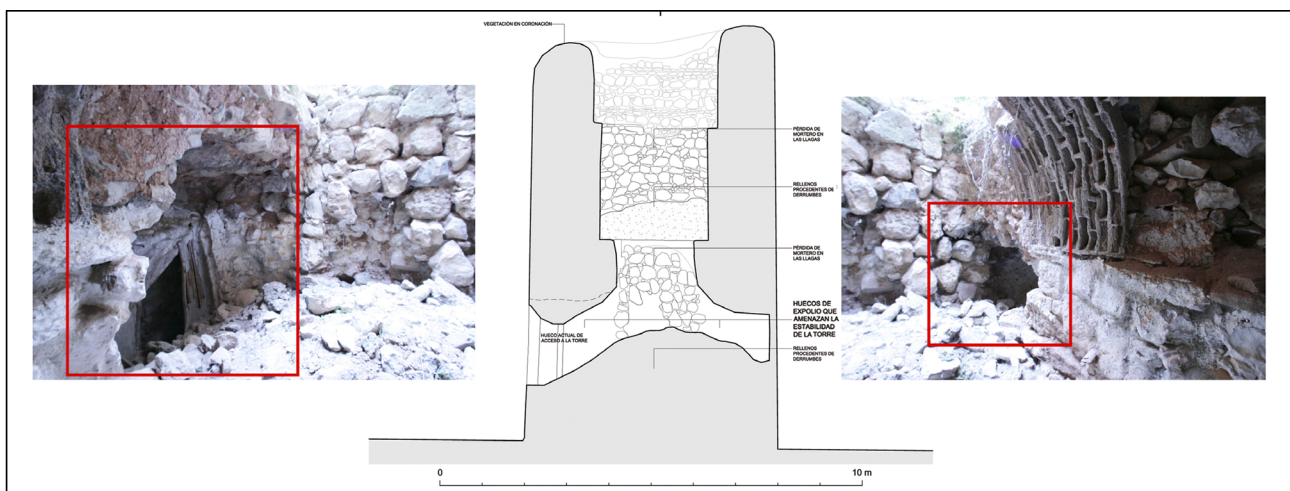 VEGETACIÓN EN CORONACIÓN
PÉRDIDA DE
MORTERO EN
LAS LLAGAS
RELLENOS
PROCEDENTES DE
DERRUMBES
PÉRDIDA DE
MORTERO EN
LAS LLAGAS
HUECOS DE
EXPOLIO QUE
AMENAZAN LA
ESTABILIDAD
DE LA TORRE
HUECO ACTUAL DE
ACCESO A LA TORRE
RELLENOS
PROCEDENTES DE
DERRUMBES
0
10 m